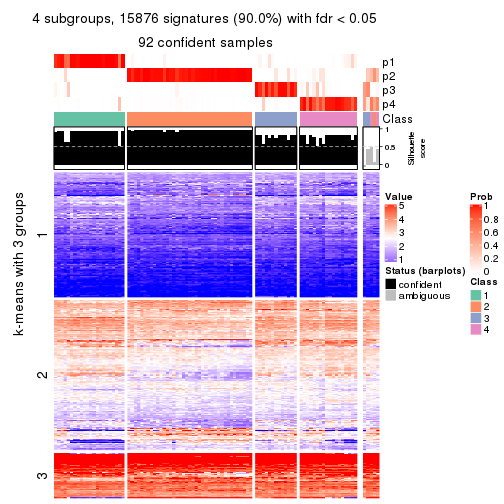 4 subgroups, 15876 signatures (90.0%) with fdr < 0.05
92 confident samples
p1
p2
p3
p4
Class
1
0.5
0
Silhouette
score
k-means with 3 groups
1
2
3
Value
5
4
3
2
1
Status (barplots)
confident
ambiguous
Prob
1
0.8
0.6
0.4
0.2
0
Class
1
2
3
4